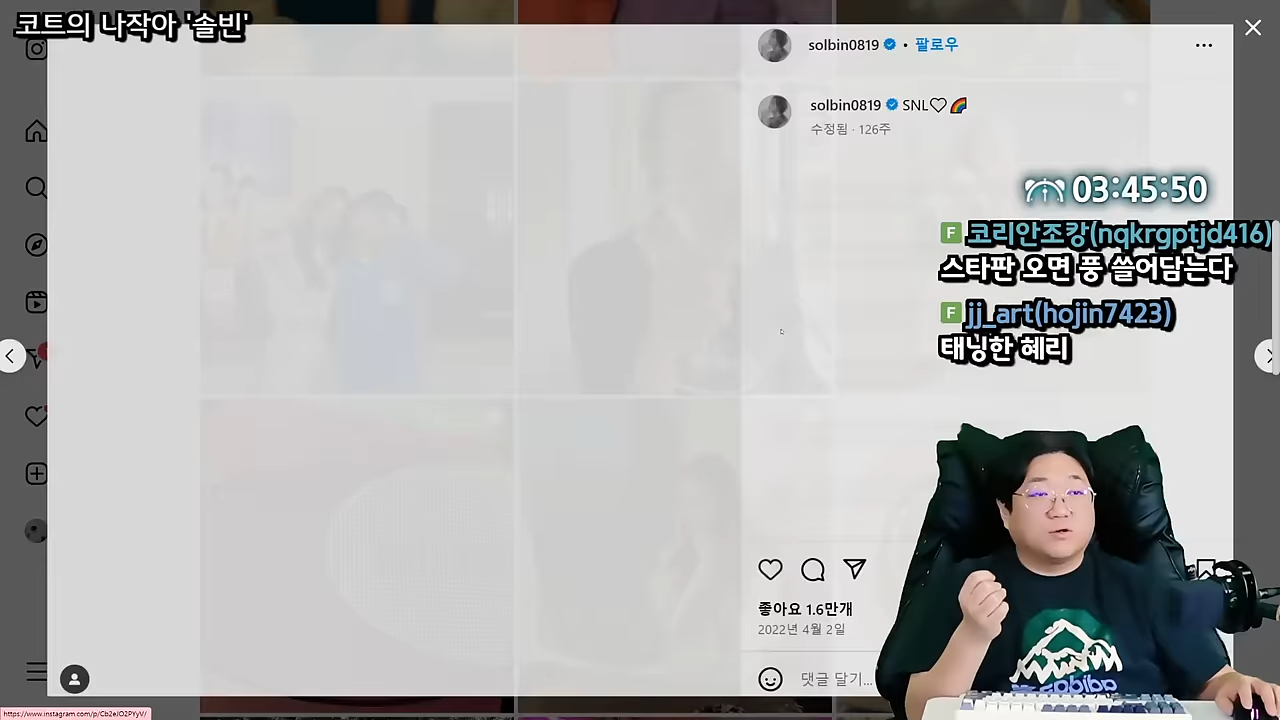 코트의 나작아 '솔빈'
solbin0819 • 팔로우
solbin0819 SNL♡🌈
수정됨 · 126주
03:45:50
F 코리안조캉(nqkrgptjd416)
스타판 오면 풍 쓸어담는다
F jj_art(hojin7423)
태닝한 혜리
좋아요 1.6만개
2022년 4월 2일
댓글 달기...
https://www.instagram.com/p/Cb2eJO2PYyV/